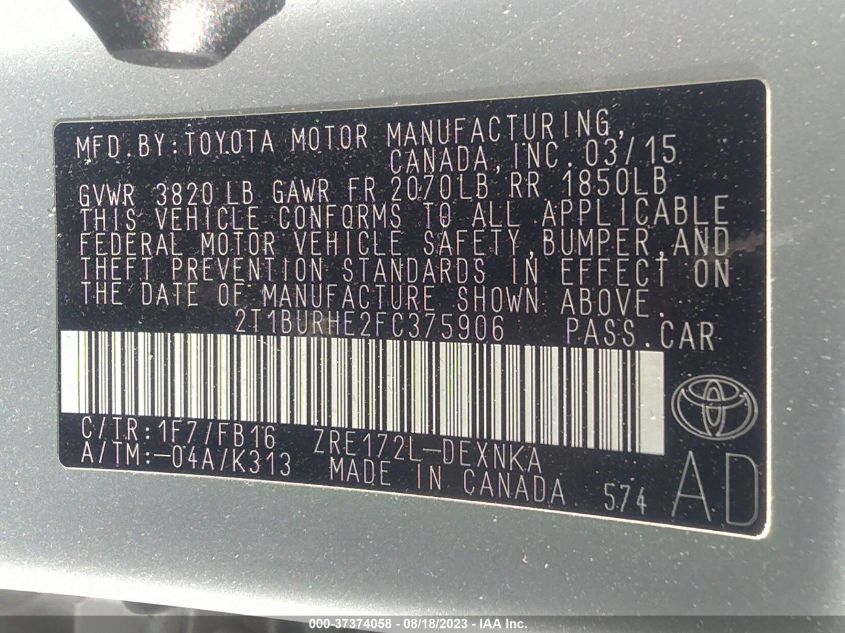 MFD.BY:TOYOTA MOTOR MANUFACTURING,
CANADA,INC. 03/15
GVWR 3820 LB GAWR FR 2070LB RR 1850LB
THIS VEHICLE CONFORMS TO ALL APPLICABLE
FEDERAL MOTOR VEHICLE SAFETY,BUMPER,AND
THEFT PREVENTION STANDARDS IN EFFECT ON
THE DATE OF MANUFACTURE SHOWN ABOVE.
2T1BURHE2FC375906 PASS.CAR
C/TR:1F7/FB16 ZRE172L-DEXNKA
A/TM:-04A/K313 MADE IN CANADA 574 AD
000-37374058 - 08/18/2023 - IAA Inc.